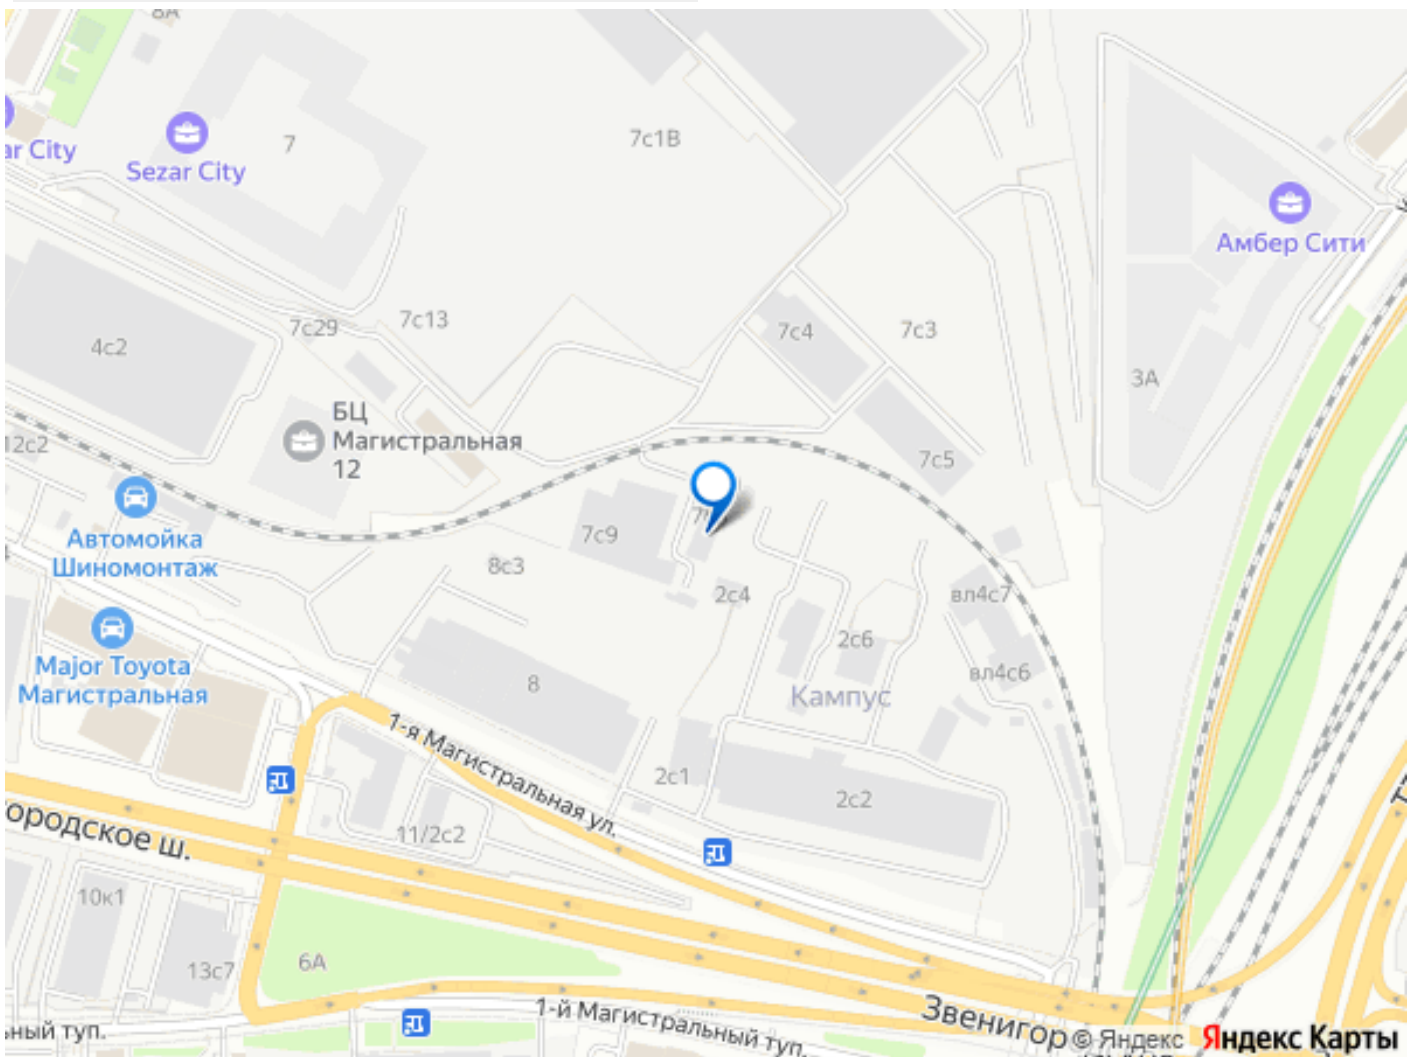 8А
Sezar City
ar City
7
7с1В
Амбер Сити
7с29
7с13
4с2
7с4
7с3
3А
БЦ
Магистральная
12
12с2
7с5
Автомойка
Шиномонтаж
7с9
8с3
2с4
вл4с7
Major Toyota
Магистральная
2с6
вл4с6
8
Кампус
1-я Магистральная ул.
2с1
2с2
11/2с2
ородское ш.
10к1
13с7
6А
ьный туп.
1-й Магистральный туп.
Звенигор
© Яндекс
Яндекс Карты